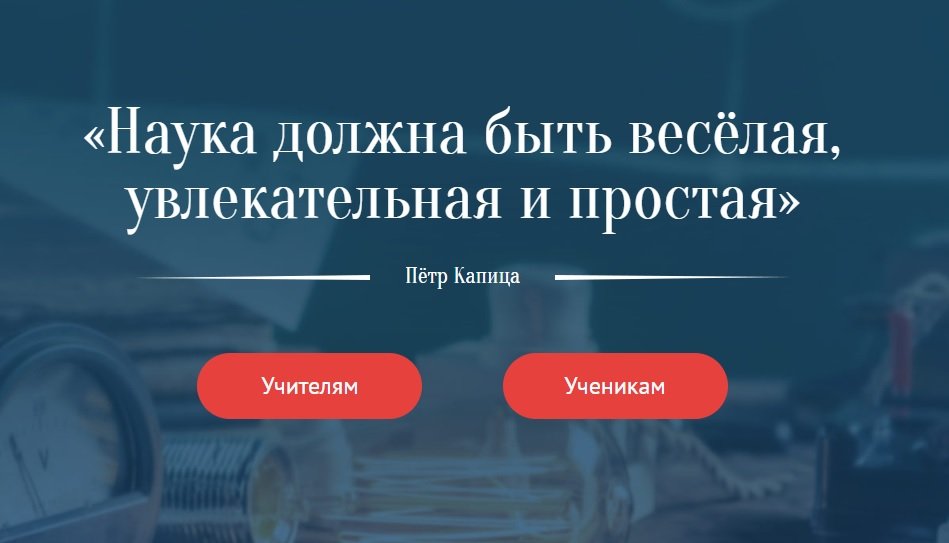 «Наука должна быть весёлая,
увлекательная и простая»
Пётр Капица
Учителям
Ученикам